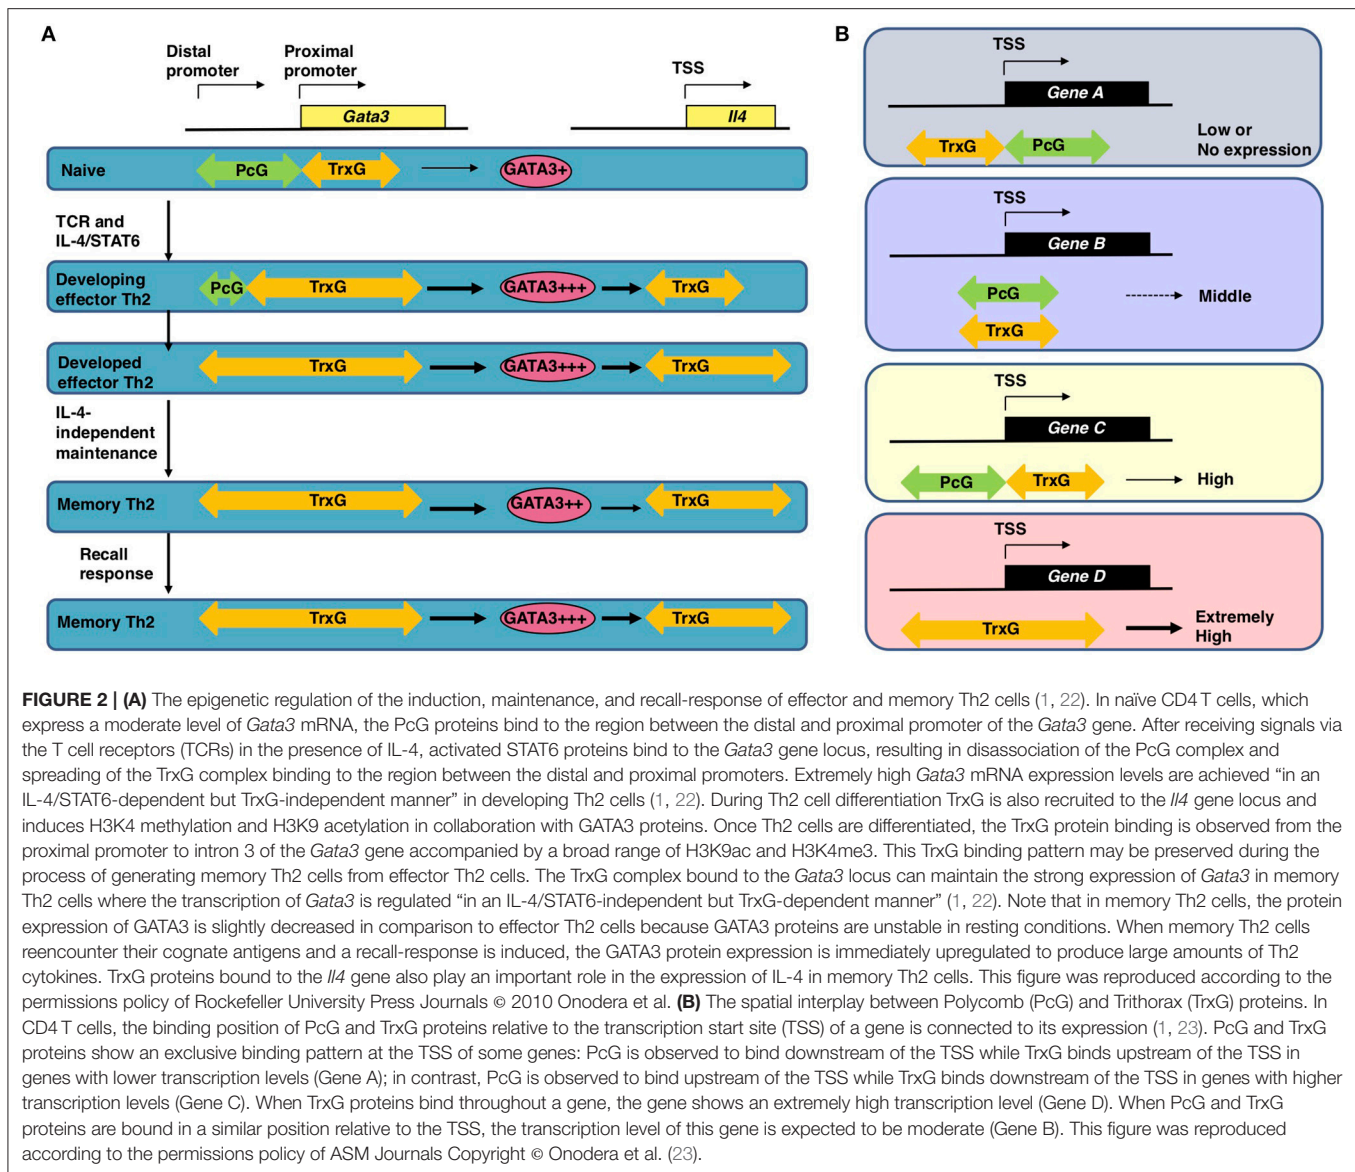 A
Distal
promoter
Proximal
promoter
TSS
Gata3
Il4
Naive
PcG
TrxG
GATA3+
TCR and
IL-4/STAT6
Developing
effector Th2
PcG
TrxG
GATA3+++
TrxG
Developed
effector Th2
TrxG
GATA3+++
TrxG
IL-4-
independent
maintenance
Memory Th2
TrxG
GATA3++
TrxG
Recall
response
Memory Th2
TrxG
GATA3+++
TrxG
B
TSS
Gene A
TrxG
PcG
Low or
No expression
TSS
Gene B
PcG
TrxG
Middle
TSS
Gene C
PcG
TrxG
High
TSS
Gene D
TrxG
Extremely
High
FIGURE 2 | (A) The epigenetic regulation of the induction, maintenance, and recall-response of effector and memory Th2 cells (1, 22). In naïve CD4 T cells, which
express a moderate level of Gata3 mRNA, the PcG proteins bind to the region between the distal and proximal promoter of the Gata3 gene. After receiving signals via
the T cell receptors (TCRs) in the presence of IL-4, activated STAT6 proteins bind to the Gata3 gene locus, resulting in disassociation of the PcG complex and
spreading of the TrxG complex binding to the region between the distal and proximal promoters. Extremely high Gata3 mRNA expression levels are achieved “in an
IL-4/STAT6-dependent but TrxG-independent manner” in developing Th2 cells (1, 22). During Th2 cell differentiation TrxG is also recruited to the Il4 gene locus and
induces H3K4 methylation and H3K9 acetylation in collaboration with GATA3 proteins. Once Th2 cells are differentiated, the TrxG protein binding is observed from the
proximal promoter to intron 3 of the Gata3 gene accompanied by a broad range of H3K9ac and H3K4me3. This TrxG binding pattern may be preserved during the
process of generating memory Th2 cells from effector Th2 cells. The TrxG complex bound to the Gata3 locus can maintain the strong expression of Gata3 in memory
Th2 cells where the transcription of Gata3 is regulated “in an IL-4/STAT6-independent but TrxG-dependent manner” (1, 22). Note that in memory Th2 cells, the protein
expression of GATA3 is slightly decreased in comparison to effector Th2 cells because GATA3 proteins are unstable in resting conditions. When memory Th2 cells
reencounter their cognate antigens and a recall-response is induced, the GATA3 protein expression is immediately upregulated to produce large amounts of Th2
cytokines. TrxG proteins bound to the Il4 gene also play an important role in the expression of IL-4 in memory Th2 cells. This figure was reproduced according to the
permissions policy of Rockefeller University Press Journals © 2010 Onodera et al. (B) The spatial interplay between Polycomb (PcG) and Trithorax (TrxG) proteins. In
CD4 T cells, the binding position of PcG and TrxG proteins relative to the transcription start site (TSS) of a gene is connected to its expression (1, 23). PcG and TrxG
proteins show an exclusive binding pattern at the TSS of some genes: PcG is observed to bind downstream of the TSS while TrxG binds upstream of the TSS in
genes with lower transcription levels (Gene A); in contrast, PcG is observed to bind upstream of the TSS while TrxG binds downstream of the TSS in genes with higher
transcription levels (Gene C). When TrxG proteins bind throughout a gene, the gene shows an extremely high transcription level (Gene D). When PcG and TrxG
proteins are bound in a similar position relative to the TSS, the transcription level of this gene is expected to be moderate (Gene B). This figure was reproduced
according to the permissions policy of ASM Journals Copyright © Onodera et al. (23).